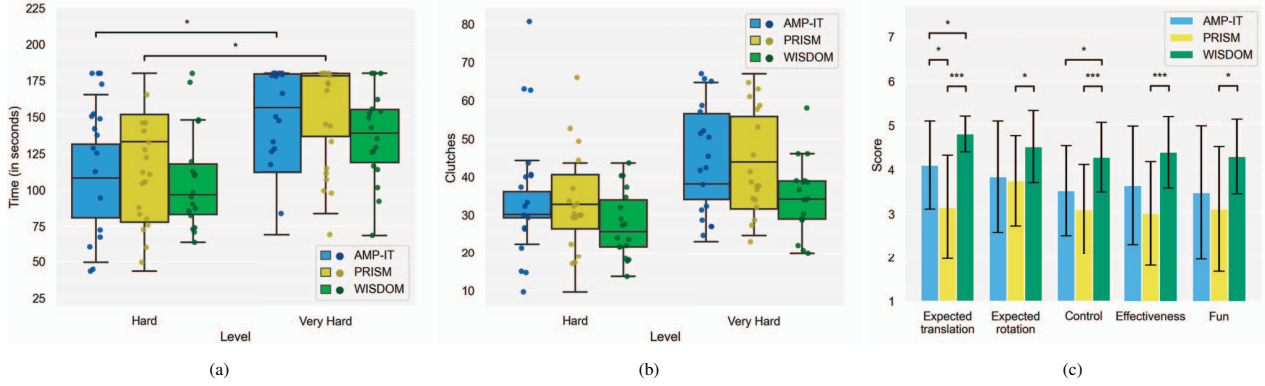 225
200
175
150
125
100
75
50
25
Time (in seconds)
*
*
AMP-IT
PRISM
WISDOM
Hard
Very Hard
Level
(a)
80
70
60
50
40
30
20
10
Clutches
AMP-IT
PRISM
WISDOM
Hard
Very Hard
Level
(b)
7
6
5
4
3
2
1
Score
AMP-IT
PRISM
WISDOM
*
*
***
*
*
***
***
*
Expected
translation
Expected
rotation
Control
Effectiveness
Fun
(c)